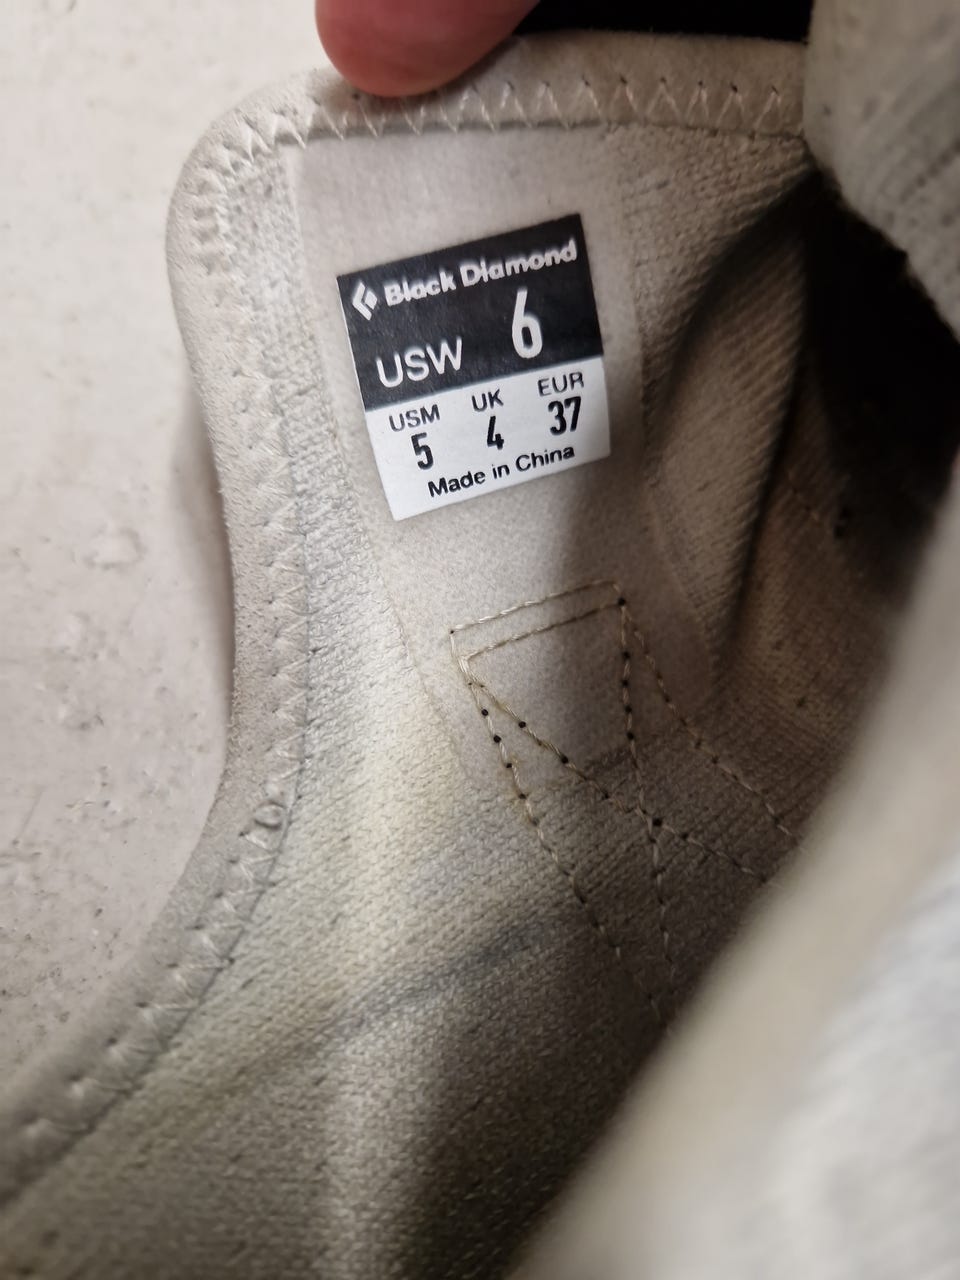 Black Diamond
USW 6
USM UK EUR
5 4 37
Made in China